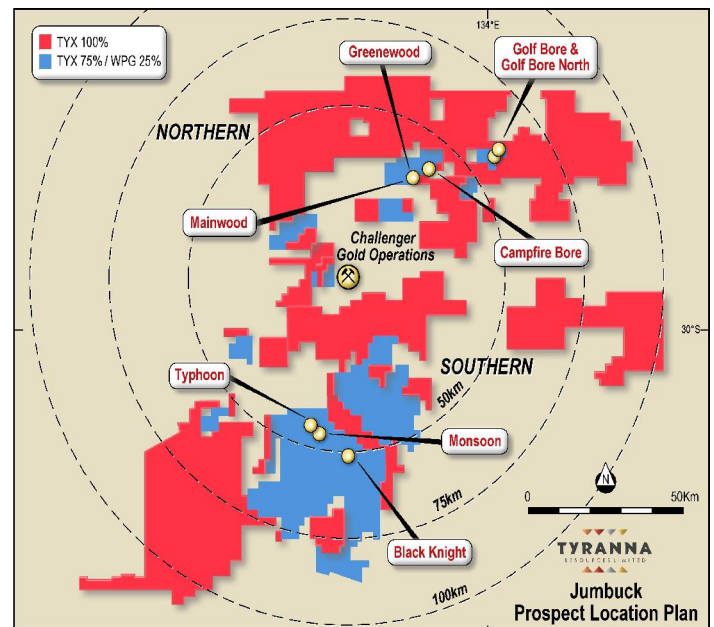 134°E
TYX 100%
TYX 75% / WPG 25%
Greenewood
Golf Bore &
Golf Bore North
NORTHERN
Mainwood
Campfire Bore
Challenger
Gold Operations
30°S
SOUTHERN
Typhoon
50km
Monsoon
75km
N
0 50Km
Black Knight
100km
TYRANNA
RESOURCES LIMITED
Jumbuck
Prospect Location Plan